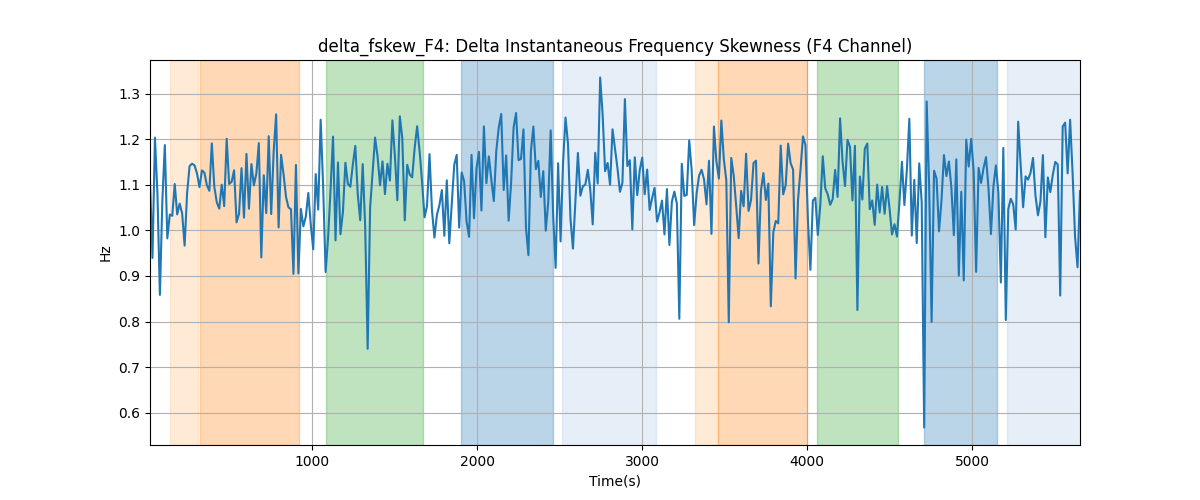 delta_fskew_F4: Delta Instantaneous Frequency Skewness (F4 Channel)
1.3
1.2
1.1
1.0
0.9
0.8
0.7
0.6
Hz
1000 2000 3000 4000 5000
Time(s)